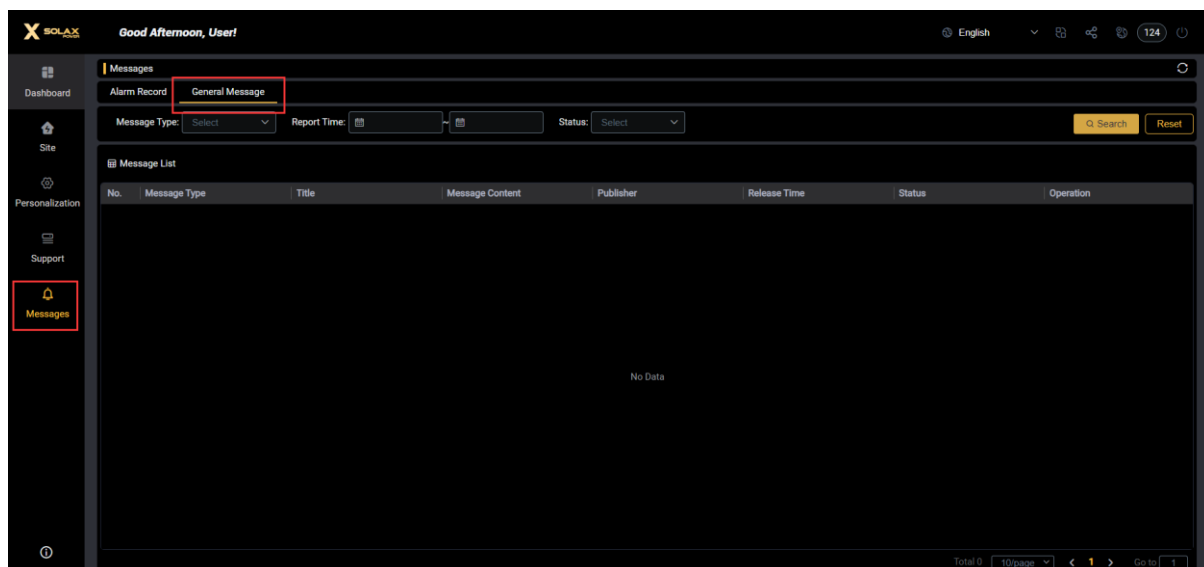 SOLAX
POWER
Good Afternoon, User!
English
124
Dashboard
Site
Personalization
Support
Messages
Messages
Alarm Record General Message
Message Type: Select Report Time: ~ Status: Select Search Reset
Message List
No. Message Type Title Message Content Publisher Release Time Status Operation
No Data
Total 0 10/page 1 Go to 1